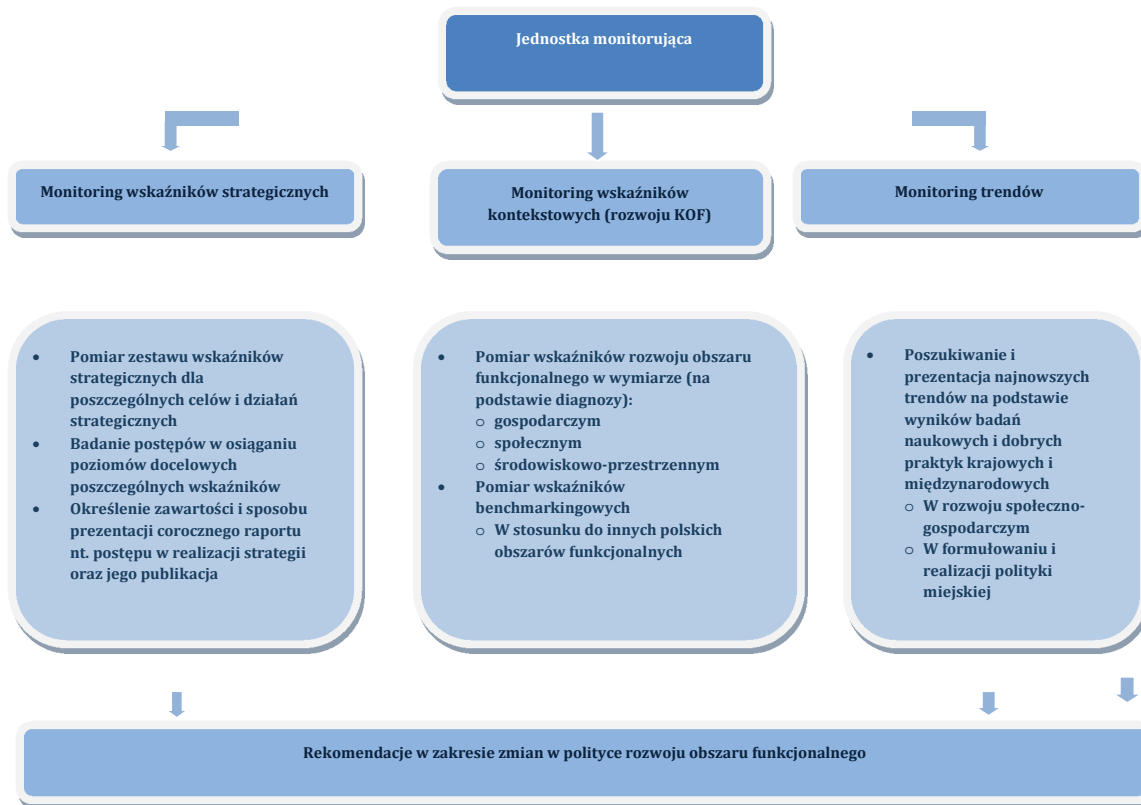 Jednostka monitorująca
Monitoring wskaźników strategicznych
Monitoring wskaźników
kontekstowych (rozwoju KOF)
Monitoring trendów
• Pomiar zestawu wskaźników
strategicznych dla
poszczególnych celów i działań
strategicznych
• Badanie postępów w osiąganiu
poziomów docelowych
poszczególnych wskaźników
• Określenie zawartości i sposobu
prezentacji corocznego raportu
nt. postępu w realizacji strategii
oraz jego publikacja
• Pomiar wskaźników rozwoju obszaru
funkcjonalnego w wymiarze (na
podstawie diagnozy):
o gospodarczym
o społecznym
o środowiskowo-przestrzennym
• Pomiar wskaźników
benchmarkingowych
o W stosunku do innych polskich
obszarów funkcjonalnych
• Poszukiwanie i
prezentacja najnowszych
trendów na podstawie
wyników badań
naukowych i dobrych
praktyk krajowych i
międzynarodowych
o W rozwoju społeczno-
gospodarczym
o W formułowaniu i
realizacji polityki
miejskiej
Rekomendacje w zakresie zmian w polityce rozwoju obszaru funkcjonalnego